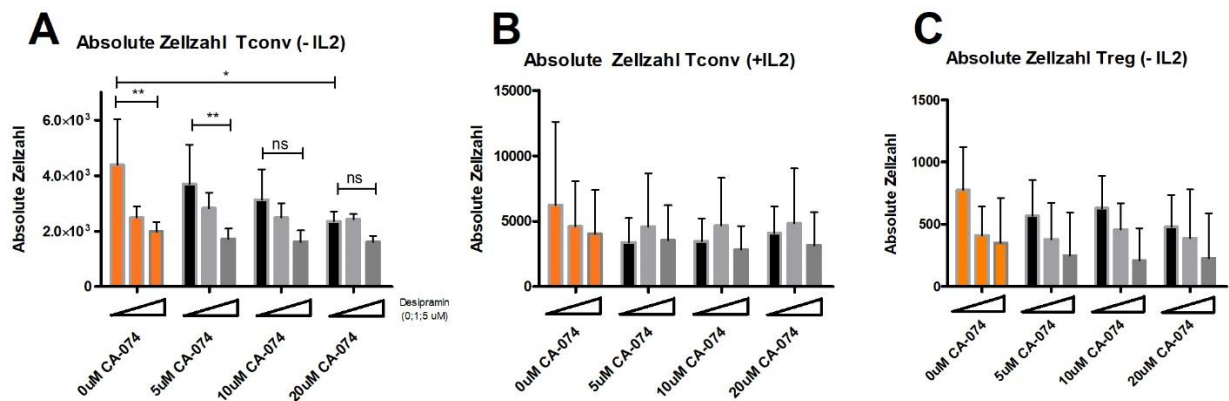 A
Absolute Zellzahl Tconv (- IL2)
Absolute Zellzahl
6.0×10³
4.0×10³
2.0×10³
0
*
**
**
ns
ns
Desipramin
(0;1;5 uM)
0uM CA-074
5uM CA-074
10uM CA-074
20uM CA-074
B
Absolute Zellzahl Tconv (+IL2)
Absolute Zellzahl
15000
10000
5000
0
0uM CA-074
5uM CA-074
10uM CA-074
20uM CA-074
C
Absolute Zellzahl Treg (- IL2)
Absolute Zellzahl
1500
1000
500
0
0uM CA-074
5uM CA-074
10uM CA-074
20uM CA-074